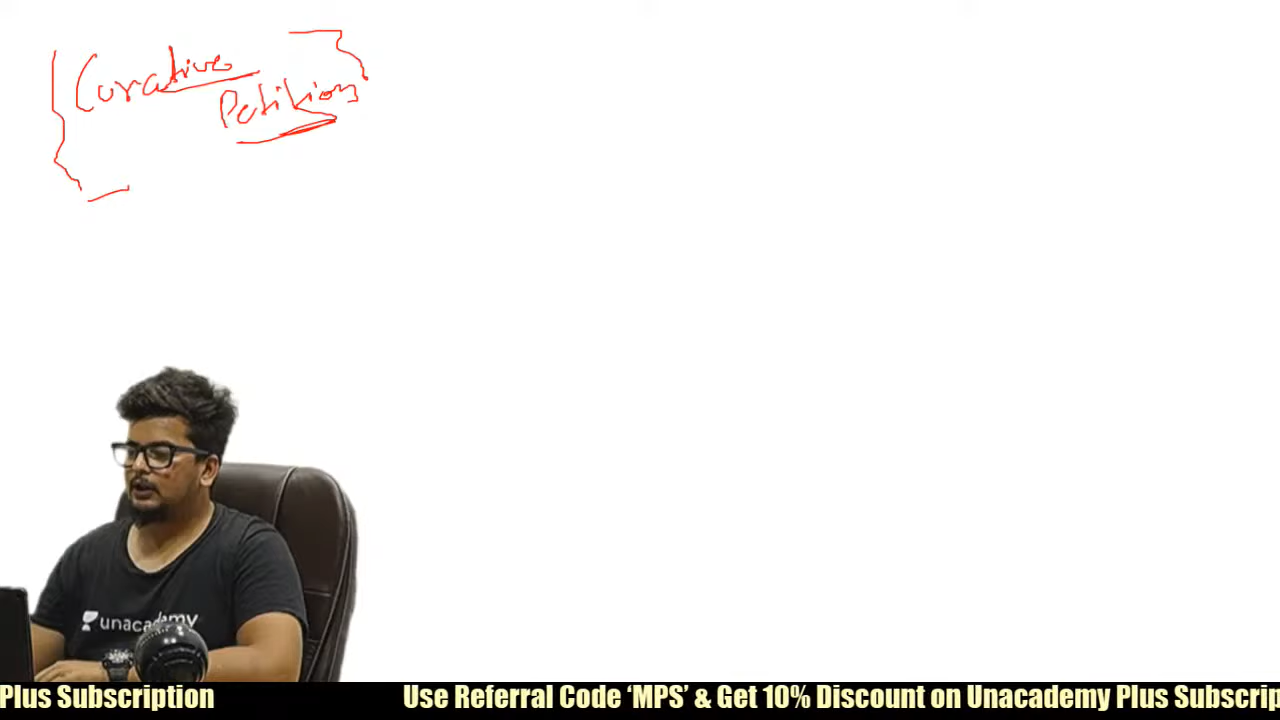 Curative
Petition
unacademy
Plus Subscription Use Referral Code ‘MPS’ & Get 10% Discount on Unacademy Plus Subscrip